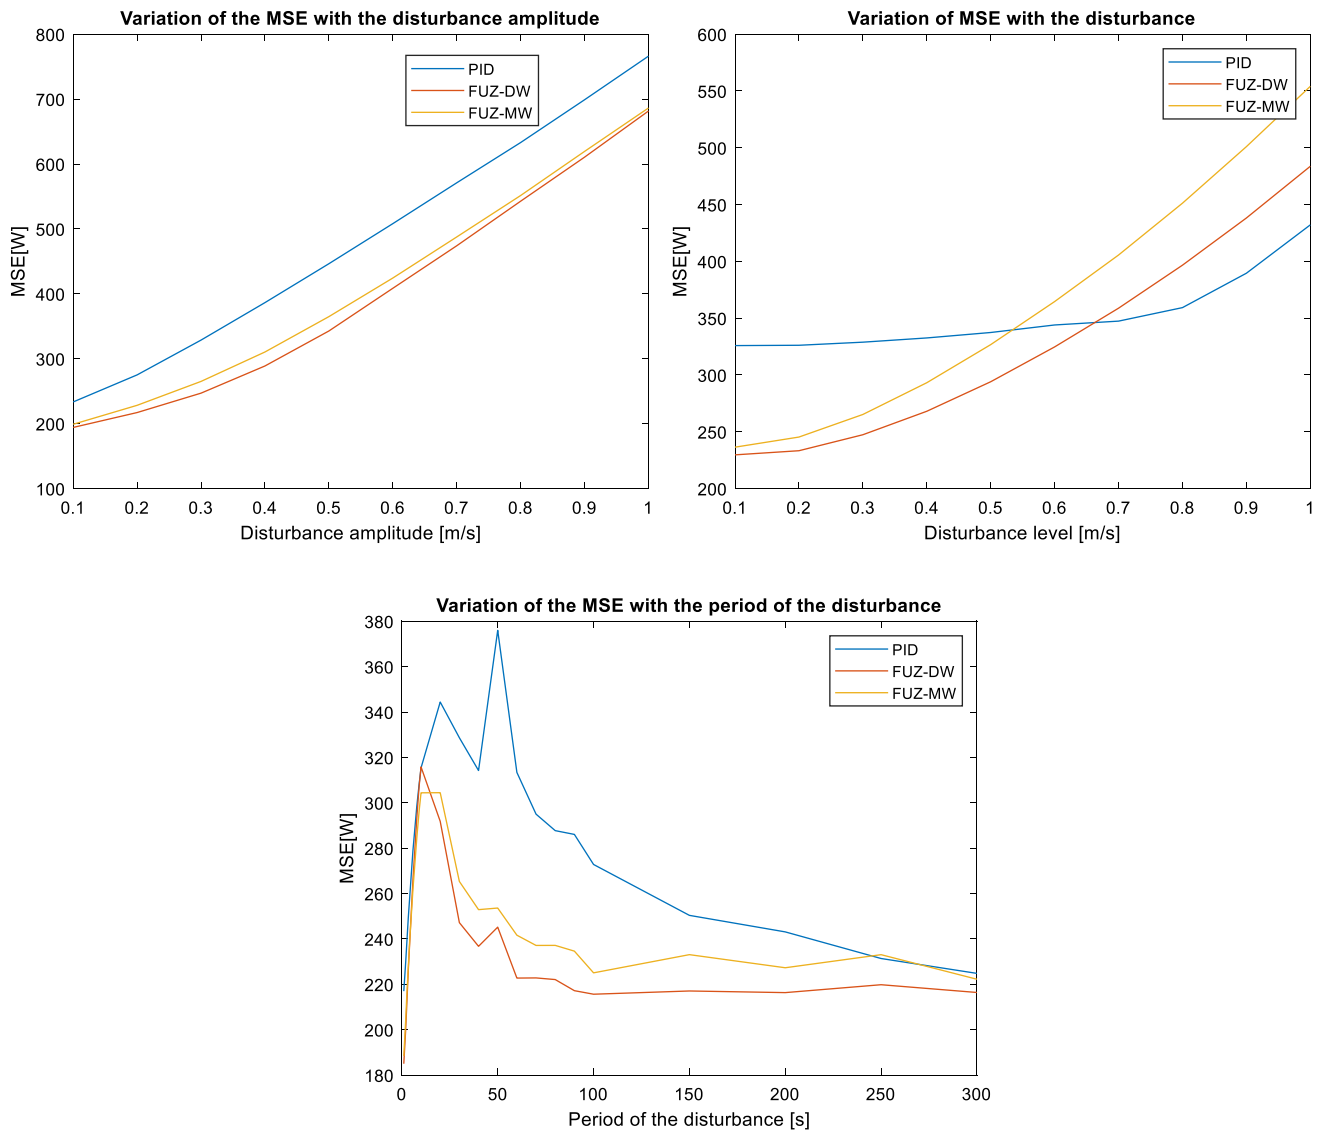 Variation of the MSE with the disturbance amplitude
800
700
600
500
400
300
200
100
MSE[W]
PID
FUZ-DW
FUZ-MW
0.1 0.2 0.3 0.4 0.5 0.6 0.7 0.8 0.9 1
Disturbance amplitude [m/s]
Variation of MSE with the disturbance
600
550
500
450
400
350
300
250
200
MSE[W]
PID
FUZ-DW
FUZ-MW
0.1 0.2 0.3 0.4 0.5 0.6 0.7 0.8 0.9 1
Disturbance level [m/s]
Variation of the MSE with the period of the disturbance
380
360
340
320
300
280
260
240
220
200
180
MSE[W]
PID
FUZ-DW
FUZ-MW
0 50 100 150 200 250 300
Period of the disturbance [s]